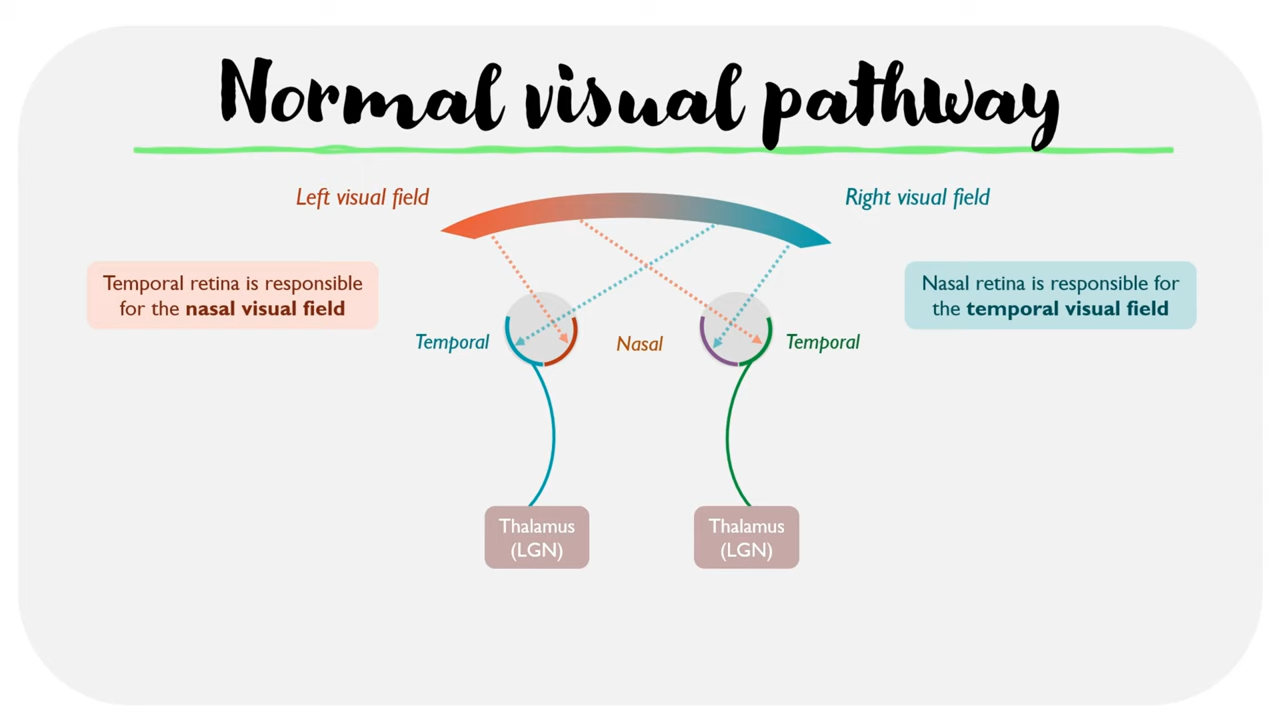 Normal visual pathway
Left visual field
Right visual field
Temporal retina is responsible
for the nasal visual field
Nasal retina is responsible for
the temporal visual field
Temporal
Nasal
Temporal
Thalamus
(LGN)
Thalamus
(LGN)